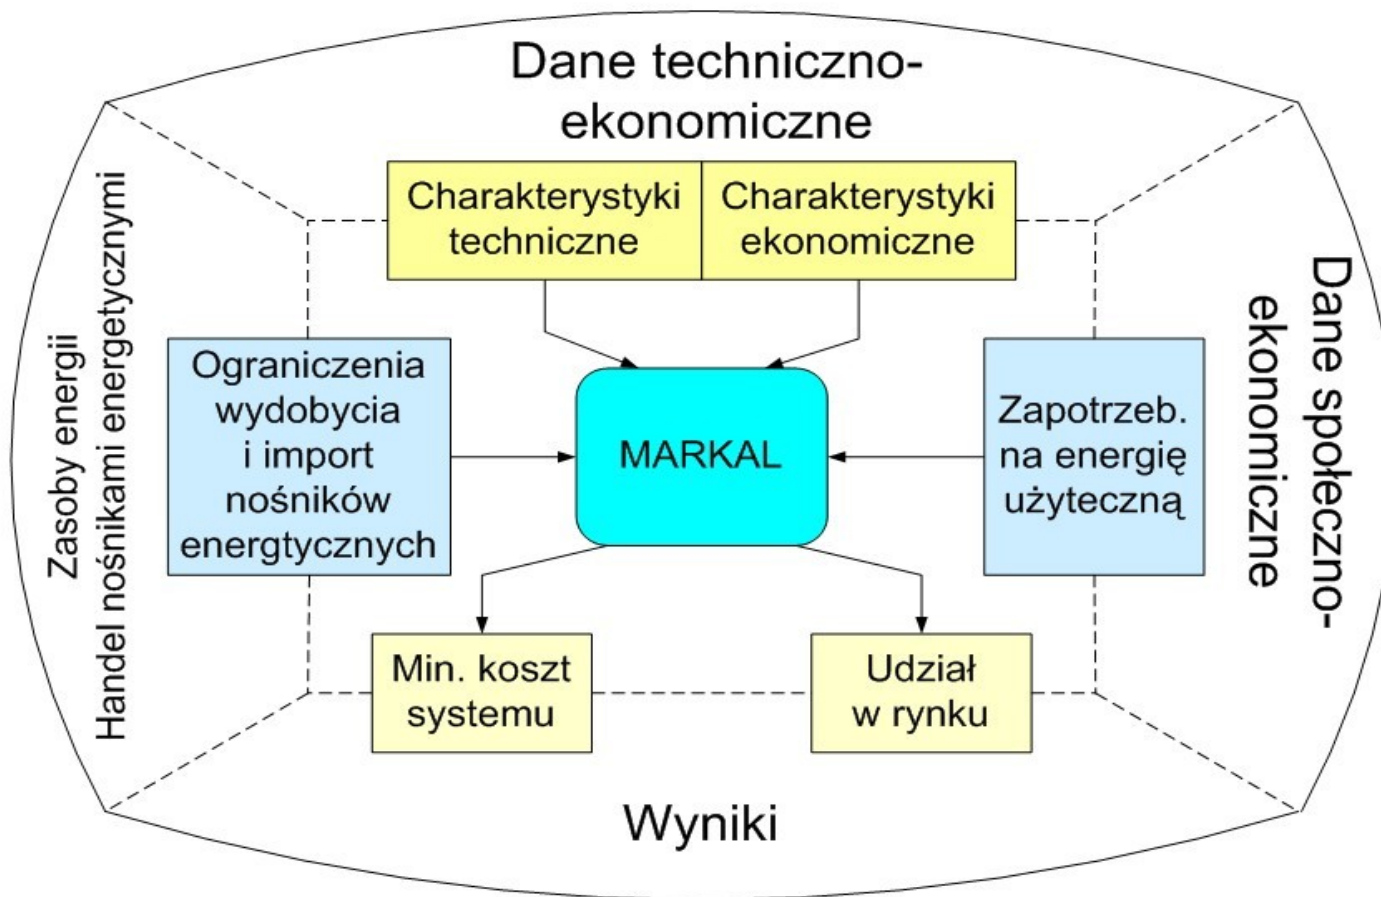 Dane techniczno-
ekonomiczne
Charakterystyki
techniczne
Charakterystyki
ekonomiczne
Zasoby energii
Handel nośnikami energetycznymi
Ograniczenia
wydobycia
i import
nośników
energtycznych
MARKAL
Zapotrzeb.
na energię
użyteczną
Dane społeczno-
ekonomiczne
Min. koszt
systemu
Udział
w rynku
Wyniki